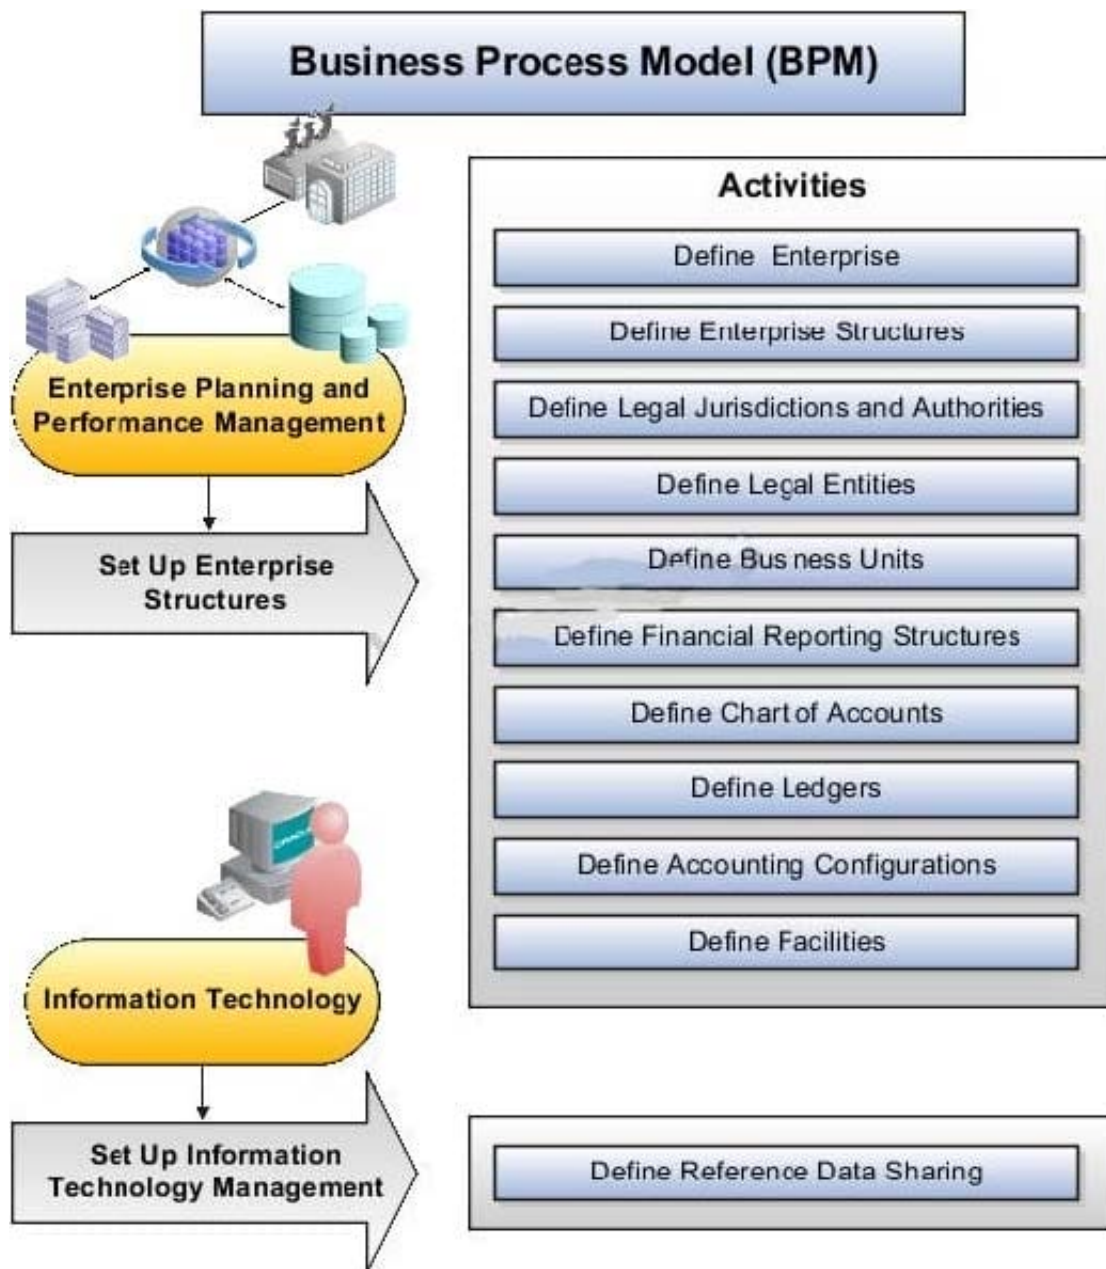 Business Process Model (BPM)
Activities
Define Enterprise
Define Enterprise Structures
Define Legal Jurisdictions and Authorities
Define Legal Entities
Define Business Units
Define Financial Reporting Structures
Define Chart of Accounts
Define Ledgers
Define Accounting Configurations
Define Facilities
Enterprise Planning and
Performance Management
Set Up Enterprise
Structures
ORACLE
Information Technology
Set Up Information
Technology Management
Define Reference Data Sharing